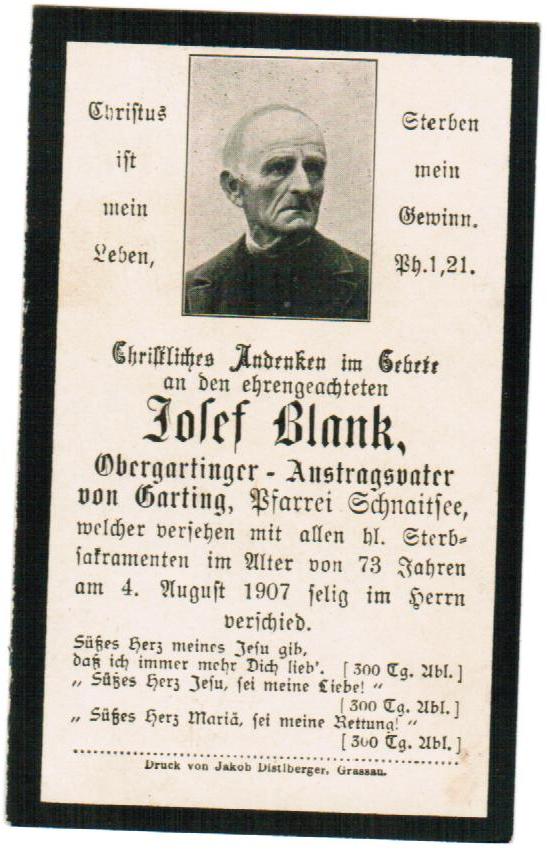 Christus
ist
mein
Leben,
Sterben
mein
Gewinn.
Ph.1,21.
Christliches Andenken im Gebete
an den ehrengeachteten
Josef Blank,
Obergartinger - Austragsvater
von Garting, Pfarrei Schnaitsee,
welcher versehen mit allen hl. Sterb-
sakramenten im Alter von 73 Jahren
am 4. August 1907 selig im Herrn
verschied.
Süßes Herz meines Jesu gib,
daß ich immer mehr Dich lieb'. [300 Tg. Abl.]
„ Süßes Herz Jesu, sei meine Liebe! “
[300 Tg. Abl.]
„ Süßes Herz Mariä, sei meine Rettung! “
[300 Tg. Abl.]
Druck von Jakob Distlberger, Grassau.